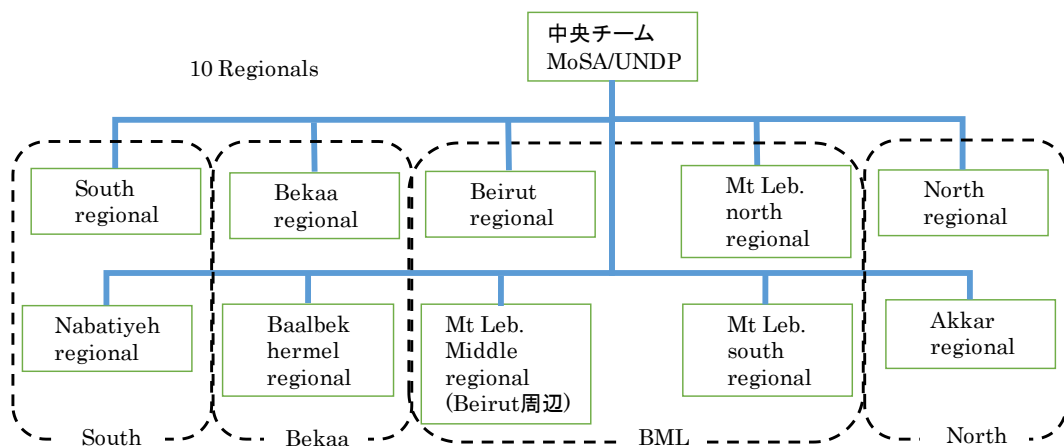 中央チーム
MoSA/UNDP
10 Regionals
South
regional
Bekaa
regional
Beirut
regional
Mt Leb.
north
regional
North
regional
Nabatiyeh
regional
Baalbek
hermel
regional
Mt Leb.
Middle
regional
(Beirut周辺)
Mt Leb.
south
regional
Akkar
regional
South
Bekaa
BML
North